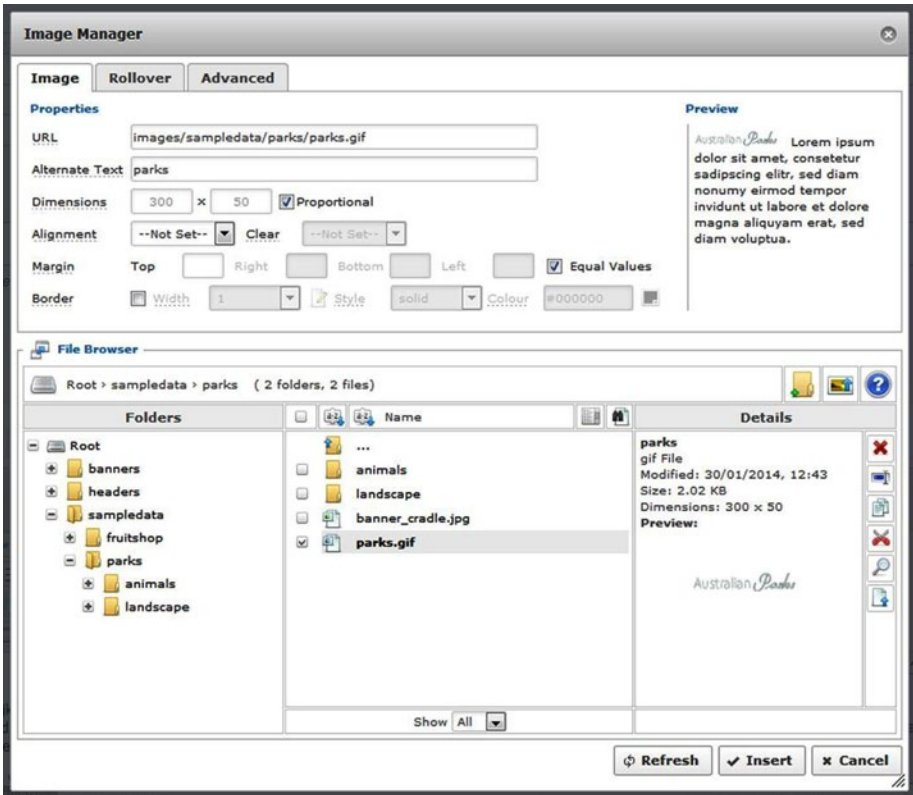 Image Manager
Image Rollover Advanced
Properties
URL images/sampledata/parks/parks.gif
Alternate Text parks
Dimensions 300 x 50 Proportional
Alignment --Not Set-- Clear --Not Set--
Margin Top Right Bottom Left Equal Values
Border Width 1 Style solid Colour #000000
Preview
Australian Parks Lorem ipsum
dolor sit amet, consetetur
sadipscing elitr, sed diam
nonumy eirmod tempor
invidunt ut labore et dolore
magna aliquyam erat, sed
diam voluptua.
File Browser
Root › sampledata › parks ( 2 folders, 2 files)
Folders
Root
banners
headers
sampledata
fruitshop
parks
animals
landscape
Name
...
animals
landscape
banner_cradle.jpg
parks.gif
Show All
Details
parks
gif File
Modified: 30/01/2014, 12:43
Size: 2.02 KB
Dimensions: 300 x 50
Preview:
Australian Parks
Refresh Insert Cancel